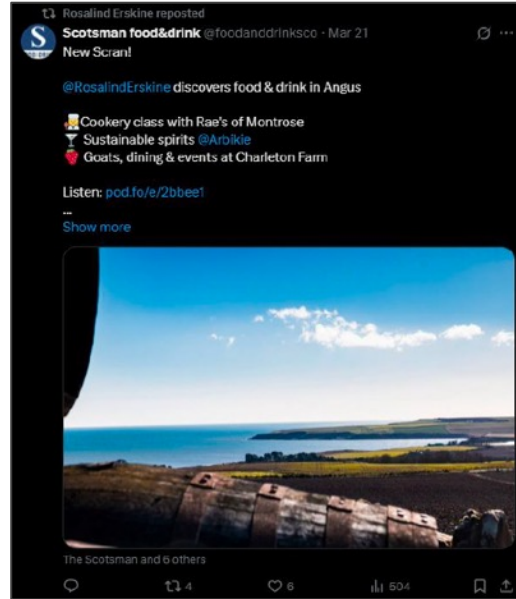 Rosalind Erskine reposted
Scotsman food&drink @foodanddrinksco · Mar 21
New Scran!
@RosalindErskine discovers food & drink in Angus
Cookery class with Rae's of Montrose
Sustainable spirits @Arbikie
Goats, dining & events at Charleton Farm
Listen: pod.fo/e/2bbee1
...
Show more
The Scotsman and 6 others
4 6 504